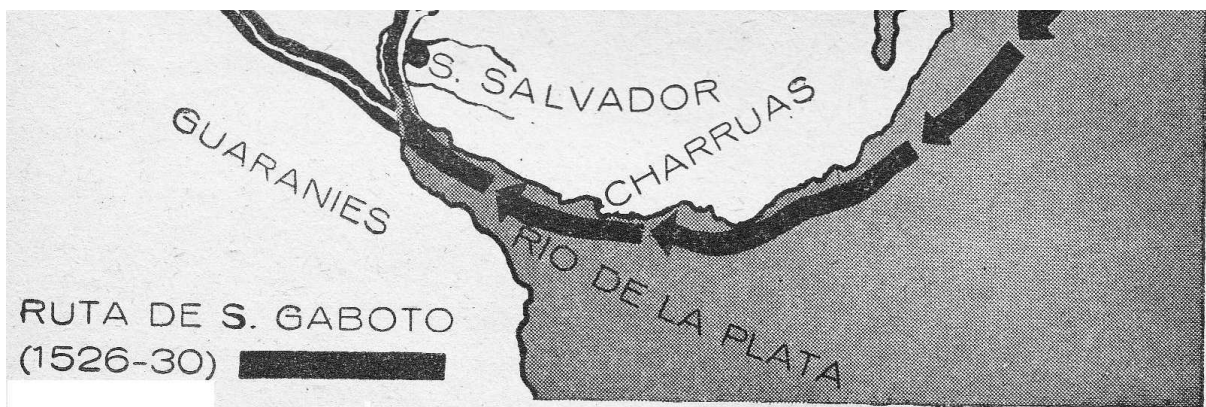 S. SALVADOR
CHARRUAS
GUARANIES
RIO DE LA PLATA
RUTA DE S. GABOTO
(1526-30)